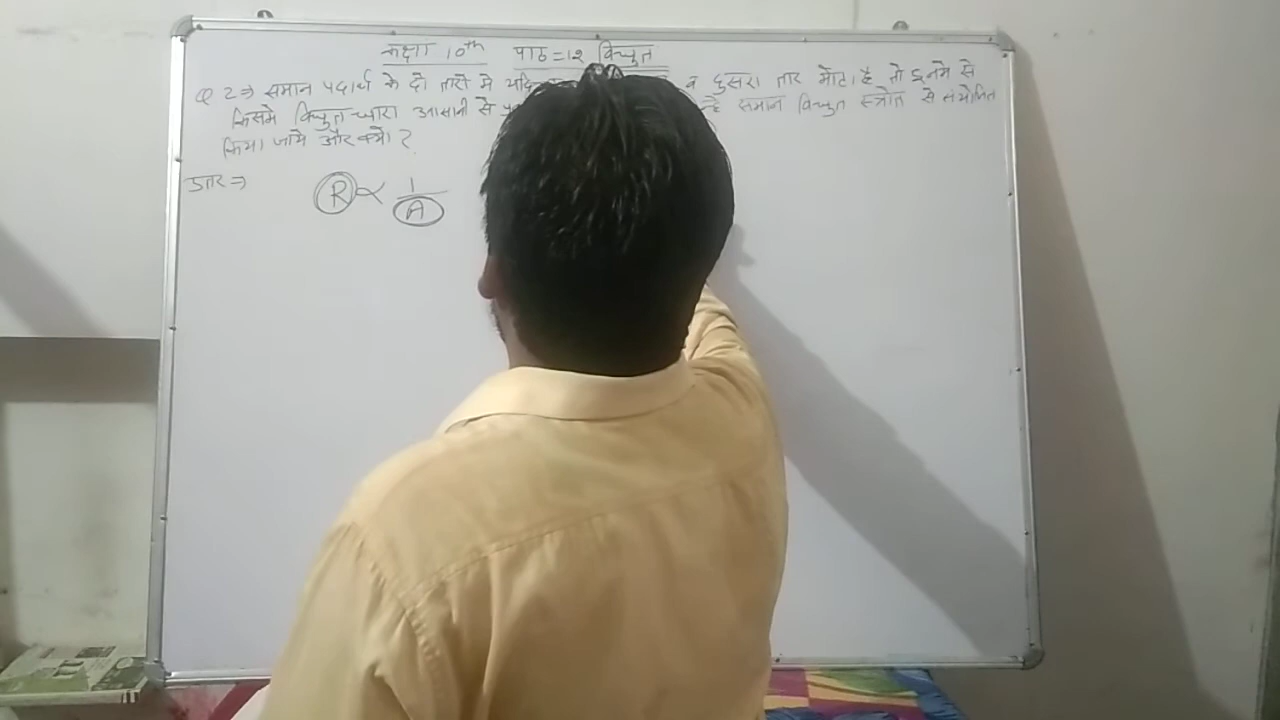 कक्षा 10th पाठ=12 विद्युत
Q 2⇒ समान पदार्थ के दो तारो मे यदि व दुसरा तार मोटा है तो इनमे से
किसमे विद्युत धारा आसानी से है समान विद्युत स्त्रोत से संयोजित
किया जाये और क्यो ?
उत्तर ⇒ R ∝ 1/A